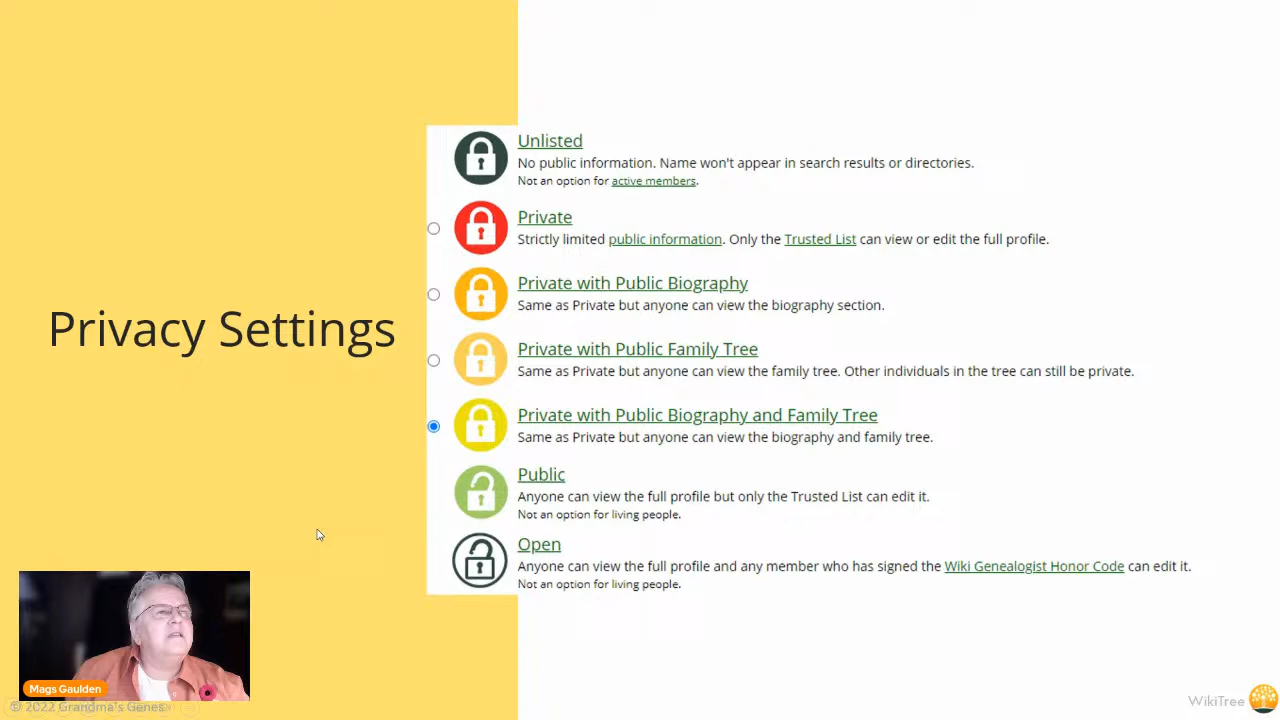 Privacy Settings
Unlisted
No public information. Name won't appear in search results or directories.
Not an option for active members.
Private
Strictly limited public information. Only the Trusted List can view or edit the full profile.
Private with Public Biography
Same as Private but anyone can view the biography section.
Private with Public Family Tree
Same as Private but anyone can view the family tree. Other individuals in the tree can still be private.
Private with Public Biography and Family Tree
Same as Private but anyone can view the biography and family tree.
Public
Anyone can view the full profile but only the Trusted List can edit it.
Not an option for living people.
Open
Anyone can view the full profile and any member who has signed the Wiki Genealogist Honor Code can edit it.
Not an option for living people.
Mags Gaulden
© 2022 Grandma's Genes
WikiTree